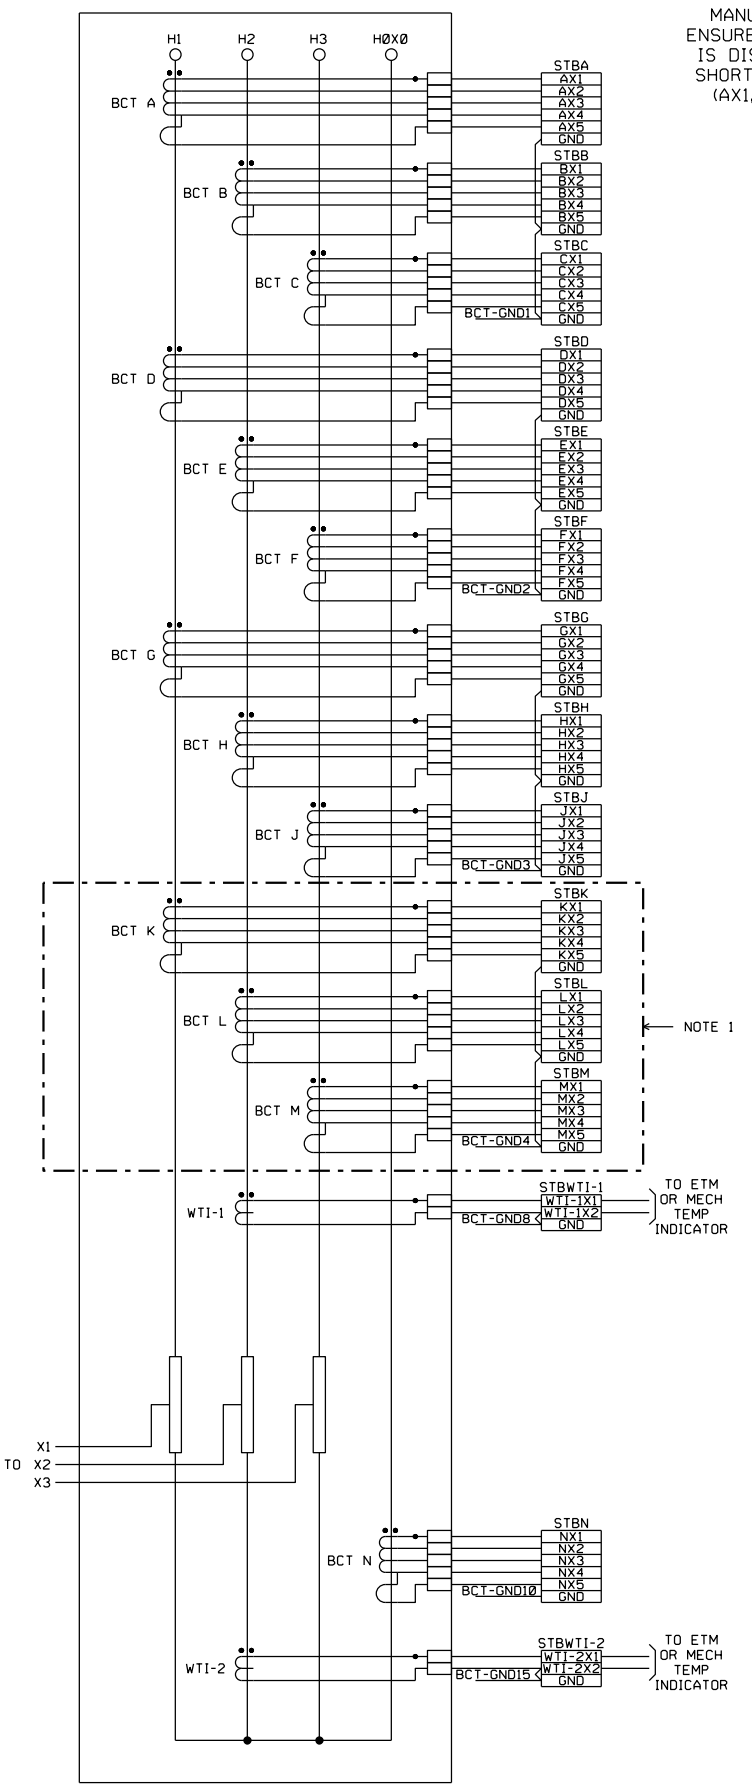 MANU
ENSURE
IS DIS
SHORT
(AX1,
H1 H2 H3 H0X0
STBA
BCT A
AX1
AX2
AX3
AX4
AX5
GND
STBB
BCT B
BX1
BX2
BX3
BX4
BX5
GND
STBC
BCT C
CX1
CX2
CX3
CX4
CX5
BCT-GND1
GND
STBD
BCT D
DX1
DX2
DX3
DX4
DX5
GND
STBE
BCT E
EX1
EX2
EX3
EX4
EX5
GND
STBF
BCT F
FX1
FX2
FX3
FX4
FX5
BCT-GND2
GND
STBG
BCT G
GX1
GX2
GX3
GX4
GX5
GND
STBH
BCT H
HX1
HX2
HX3
HX4
HX5
GND
STBJ
BCT J
JX1
JX2
JX3
JX4
JX5
BCT-GND3
GND
STBK
BCT K
KX1
KX2
KX3
KX4
KX5
GND
STBL
BCT L
LX1
LX2
LX3
LX4
LX5
GND
NOTE 1
STBM
BCT M
MX1
MX2
MX3
MX4
MX5
BCT-GND4
GND
STBWTI-1
WTI-1
WTI-1X1
WTI-1X2
BCT-GND8
GND
TO ETM
OR MECH
TEMP
INDICATOR
X1
TO X2
X3
STBN
BCT N
NX1
NX2
NX3
NX4
NX5
BCT-GND10
GND
STBWTI-2
WTI-2
WTI-2X1
WTI-2X2
BCT-GND15
GND
TO ETM
OR MECH
TEMP
INDICATOR